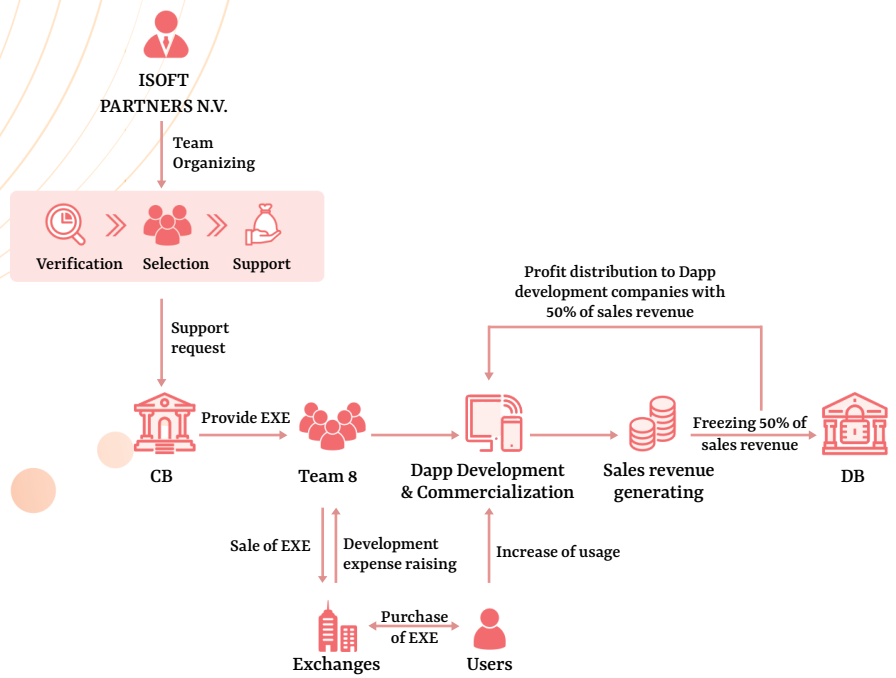 ISOFT
PARTNERS N.V.
Team
Organizing
Verification
Selection
Support
Support
request
Profit distribution to Dapp
development companies with
50% of sales revenue
Provide EXE
Freezing 50% of
sales revenue
CB
Team 8
Dapp Development
& Commercialization
Sales revenue
generating
DB
Sale of EXE
Development
expense raising
Increase of usage
Purchase
of EXE
Exchanges
Users